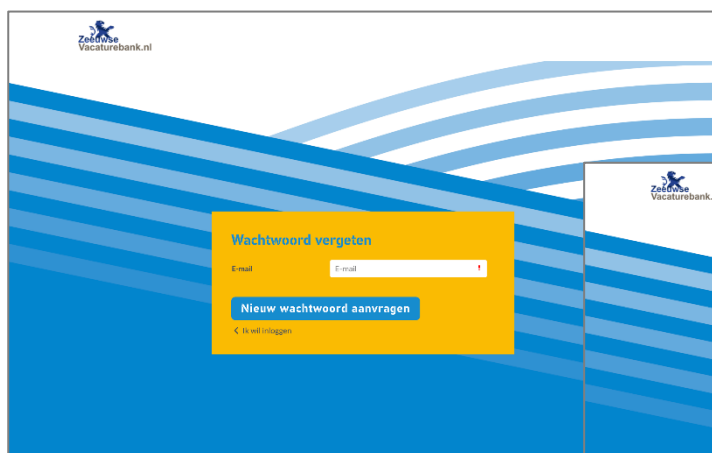 Zeeuwse
Vacaturebank.nl
Wachtwoord vergeten
E-mail
E-mail
Nieuw wachtwoord aanvragen
Ik wil inloggen
Zeeuwse
Vacaturebank.